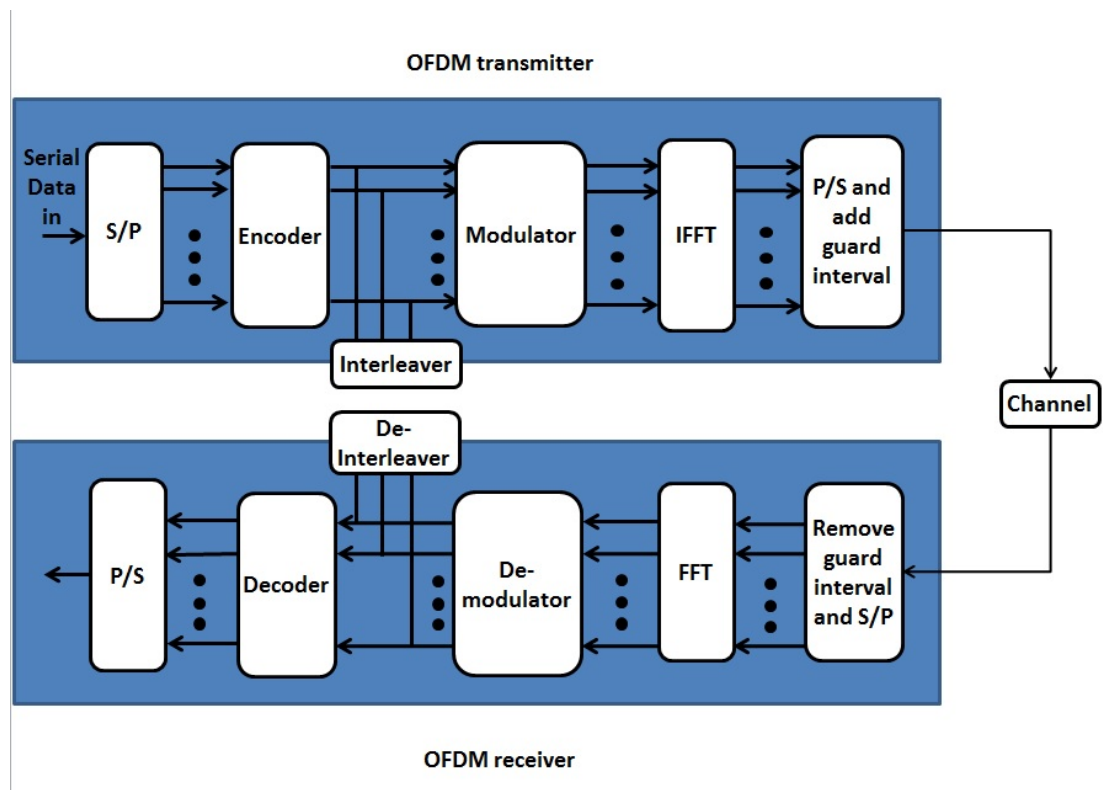 OFDM transmitter
Serial
Data
in
S/P
Encoder
Modulator
IFFT
P/S and
add
guard
interval
Interleaver
Channel
De-
Interleaver
P/S
Decoder
De-
modulator
FFT
Remove
guard
interval
and S/P
OFDM receiver